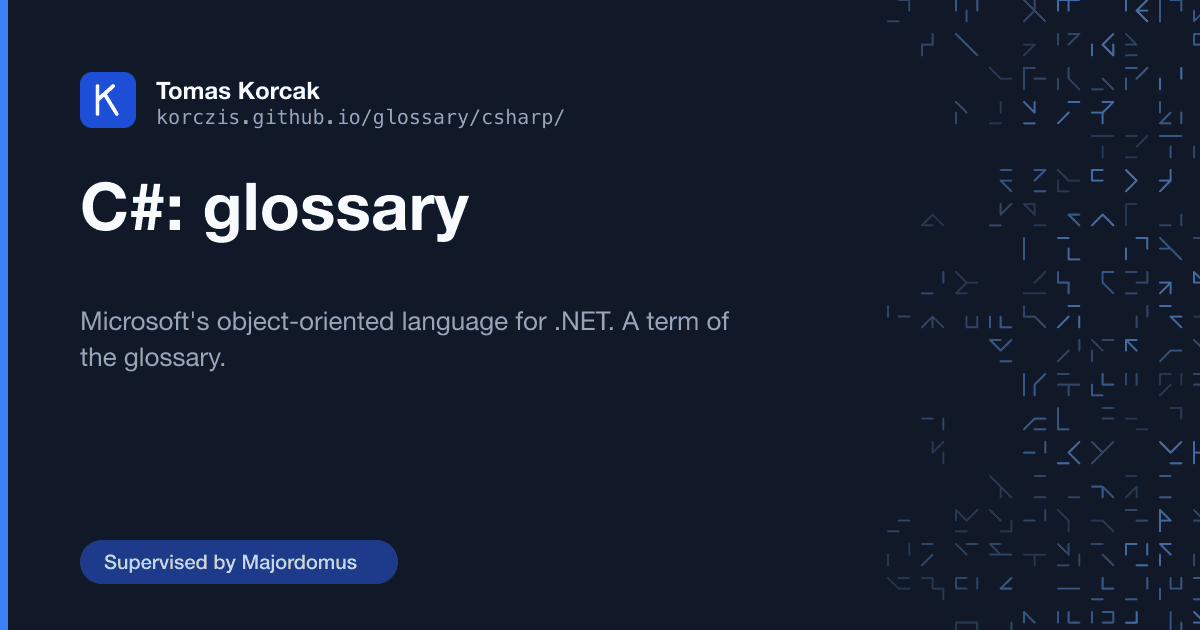 K
Tomas Korcak
korczis.github.io/glossary/csharp/
C#: glossary
Microsoft's object-oriented language for .NET. A term of
the glossary.
Supervised by Majordomus